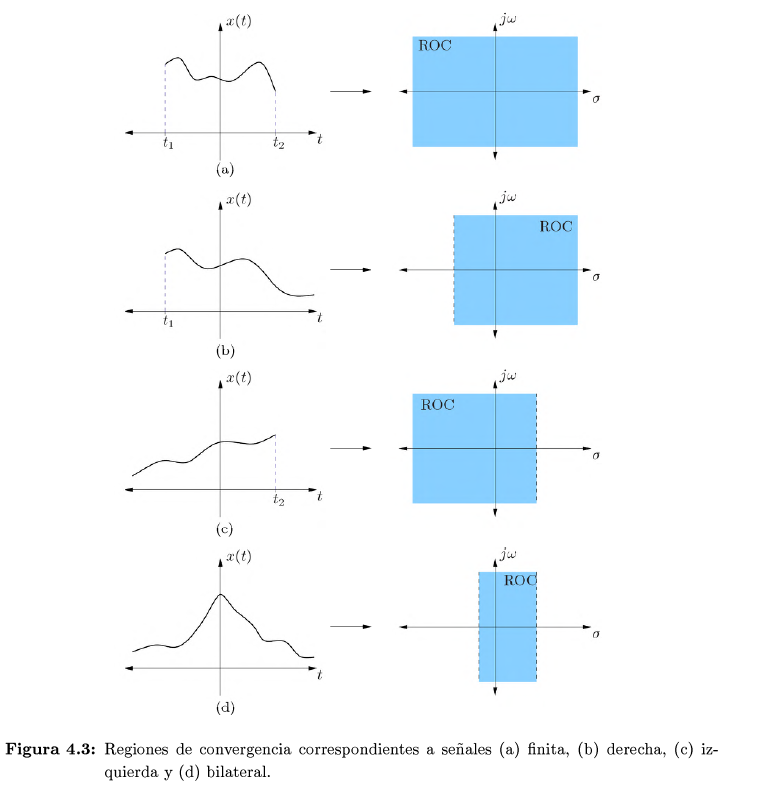 x(t)
jω
ROC
σ
t₁
t₂
t
(a)
x(t)
jω
ROC
σ
t₁
t
(b)
x(t)
jω
ROC
σ
t₂
t
(c)
x(t)
jω
ROC
σ
t
(d)
Figura 4.3: Regiones de convergencia correspondientes a señales (a) finita, (b) derecha, (c) iz-
quierda y (d) bilateral.